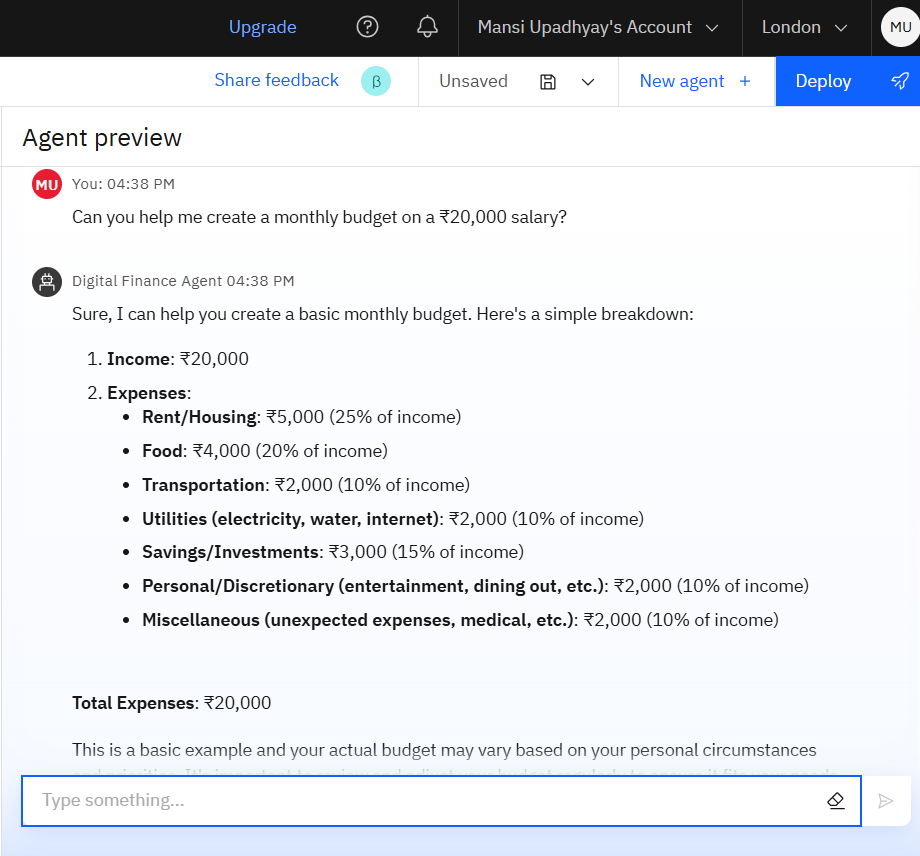 Upgrade
Mansi Upadhyay's Account
London
MU
Share feedback
β
Unsaved
New agent +
Deploy
Agent preview
MU
You: 04:38 PM
Can you help me create a monthly budget on a ₹20,000 salary?
Digital Finance Agent 04:38 PM
Sure, I can help you create a basic monthly budget. Here's a simple breakdown:
1. Income: ₹20,000
2. Expenses:
• Rent/Housing: ₹5,000 (25% of income)
• Food: ₹4,000 (20% of income)
• Transportation: ₹2,000 (10% of income)
• Utilities (electricity, water, internet): ₹2,000 (10% of income)
• Savings/Investments: ₹3,000 (15% of income)
• Personal/Discretionary (entertainment, dining out, etc.): ₹2,000 (10% of income)
• Miscellaneous (unexpected expenses, medical, etc.): ₹2,000 (10% of income)
Total Expenses: ₹20,000
This is a basic example and your actual budget may vary based on your personal circumstances
Type something...